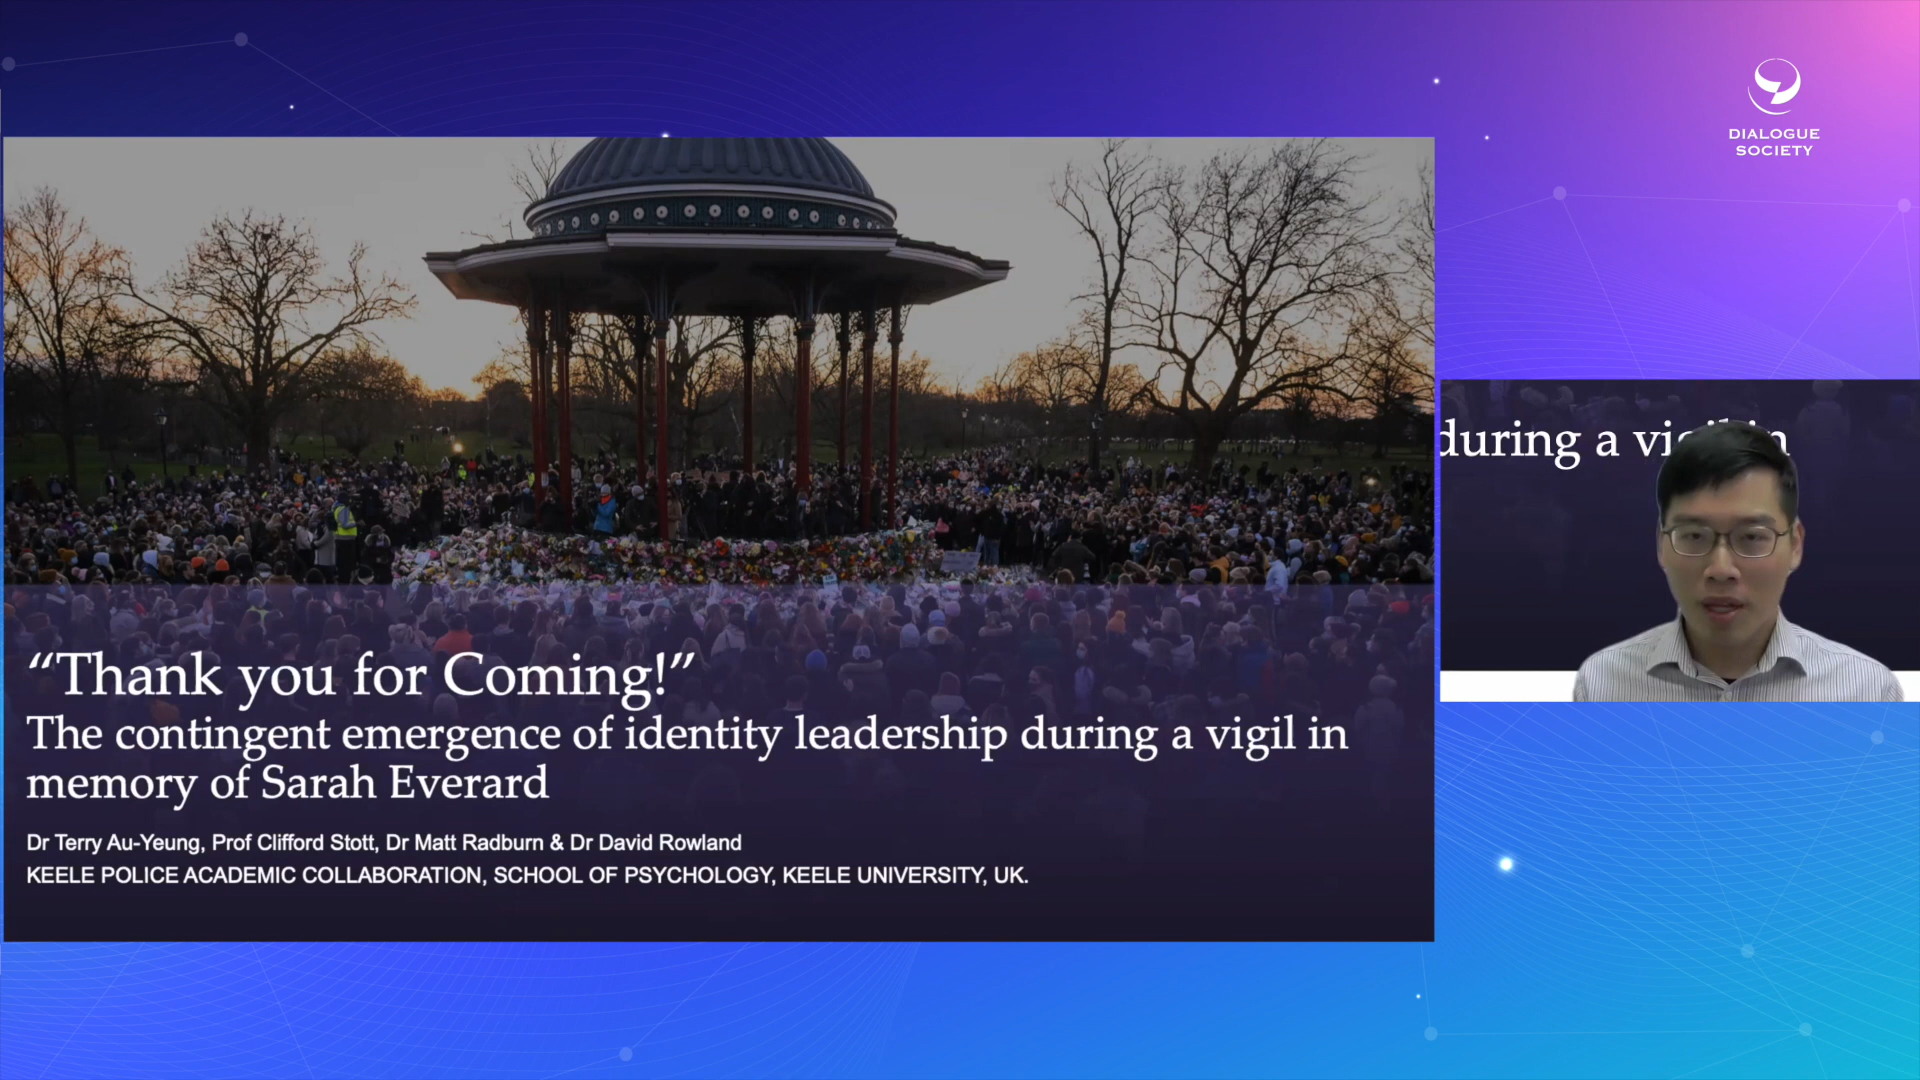 DIALOGUE
SOCIETY
“Thank you for Coming!”
The contingent emergence of identity leadership during a vigil in
memory of Sarah Everard
Dr Terry Au-Yeung, Prof Clifford Stott, Dr Matt Radburn & Dr David Rowland
KEELE POLICE ACADEMIC COLLABORATION, SCHOOL OF PSYCHOLOGY, KEELE UNIVERSITY, UK.
during a vigil in